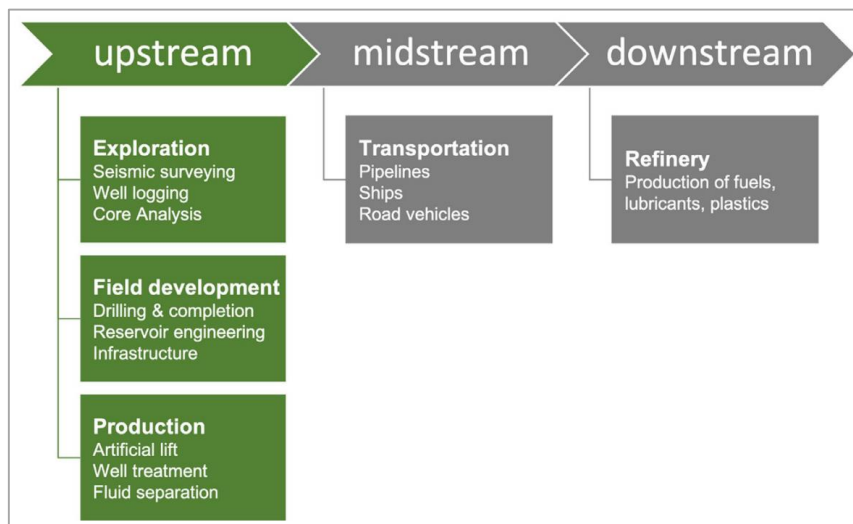 upstream
midstream
downstream
Exploration
Seismic surveying
Well logging
Core Analysis
Field development
Drilling & completion
Reservoir engineering
Infrastructure
Production
Artificial lift
Well treatment
Fluid separation
Transportation
Pipelines
Ships
Road vehicles
Refinery
Production of fuels,
lubricants, plastics